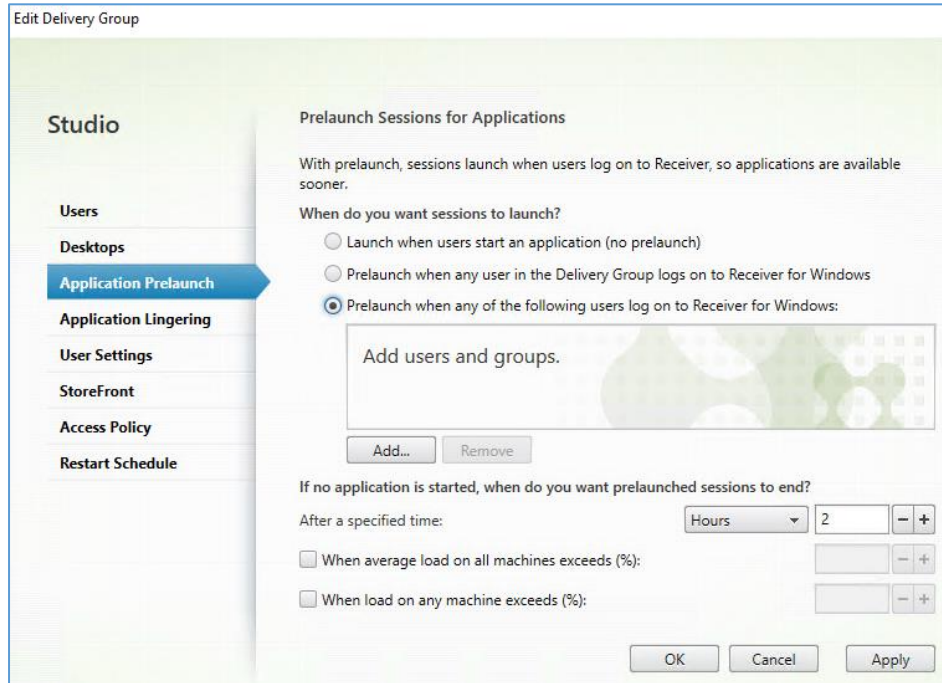 Edit Delivery Group
Studio
Users
Desktops
Application Prelaunch
Application Lingering
User Settings
StoreFront
Access Policy
Restart Schedule
Prelaunch Sessions for Applications
With prelaunch, sessions launch when users log on to Receiver, so applications are available
sooner.
When do you want sessions to launch?
Launch when users start an application (no prelaunch)
Prelaunch when any user in the Delivery Group logs on to Receiver for Windows
Prelaunch when any of the following users log on to Receiver for Windows:
Add users and groups.
Add... Remove
If no application is started, when do you want prelaunched sessions to end?
After a specified time: Hours 2 − +
When average load on all machines exceeds (%): − +
When load on any machine exceeds (%): − +
OK Cancel Apply